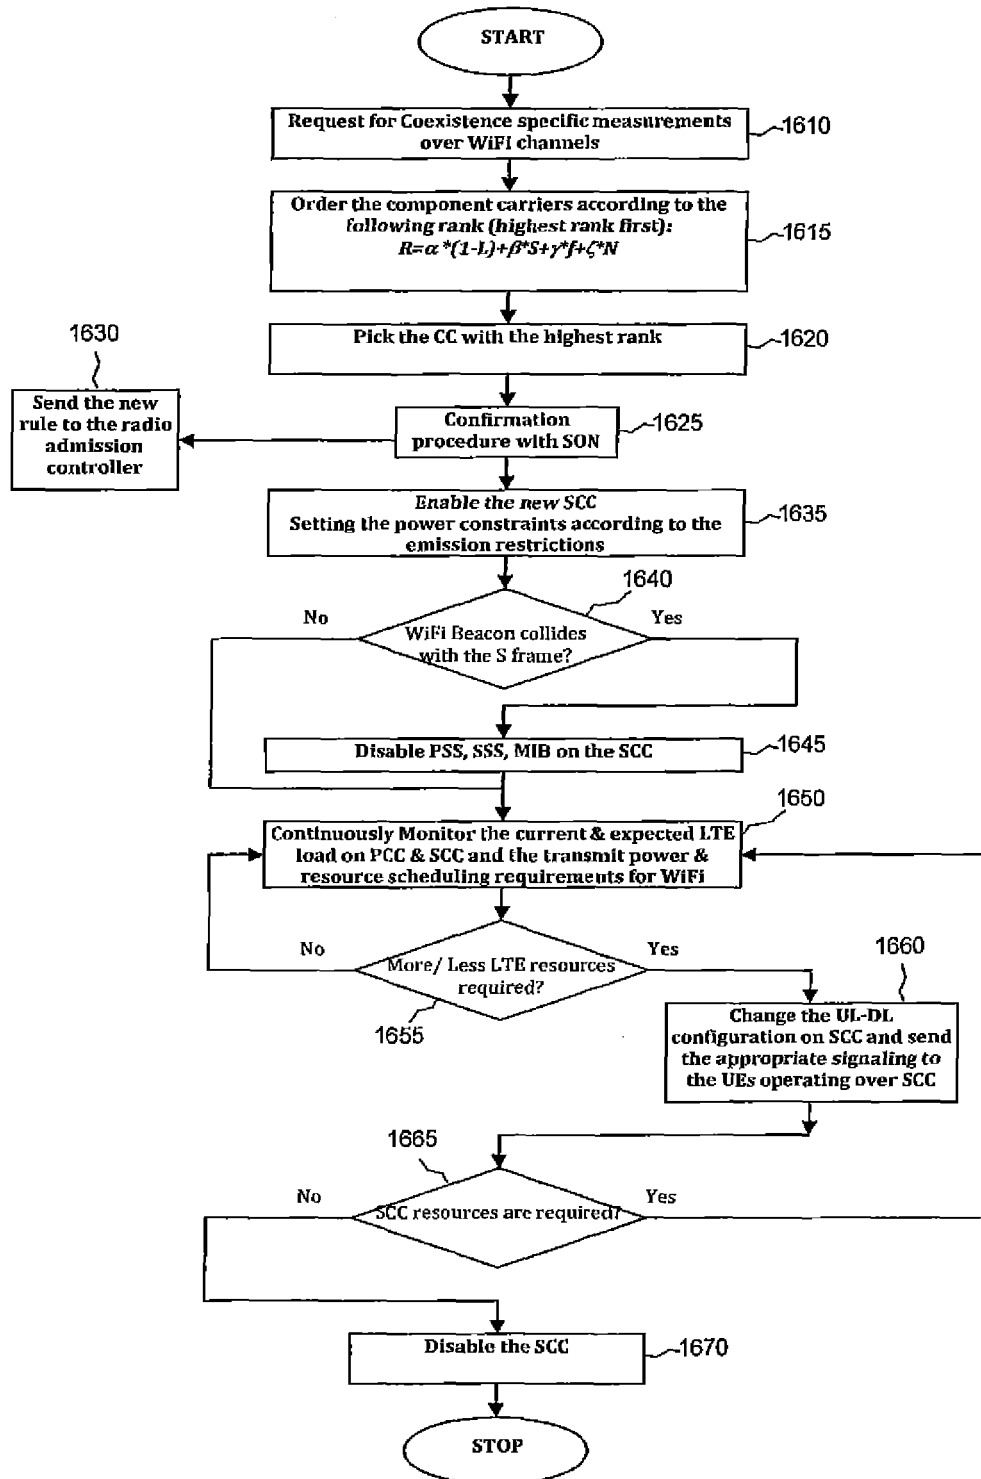 START
Request for Coexistence specific measurements
over WiFI channels
1610
Order the component carriers according to the
following rank (highest rank first):
R=α *(1-L)+β*S+γ*f+ζ*N
1615
1630
Pick the CC with the highest rank
1620
Send the new
rule to the radio
admission
controller
Confirmation
procedure with SON
1625
Enable the new SCC
Setting the power constraints according to the
emission restrictions
1635
1640
No
Yes
WiFi Beacon collides
with the S frame?
Disable PSS, SSS, MIB on the SCC
1645
1650
Continuously Monitor the current & expected LTE
load on PCC & SCC and the transmit power &
resource scheduling requirements for WiFi
No
Yes
More/ Less LTE resources
required?
1655
1660
Change the UL-DL
configuration on SCC and send
the appropriate signaling to
the UEs operating over SCC
1665
No
Yes
SCC resources are required?
Disable the SCC
1670
STOP